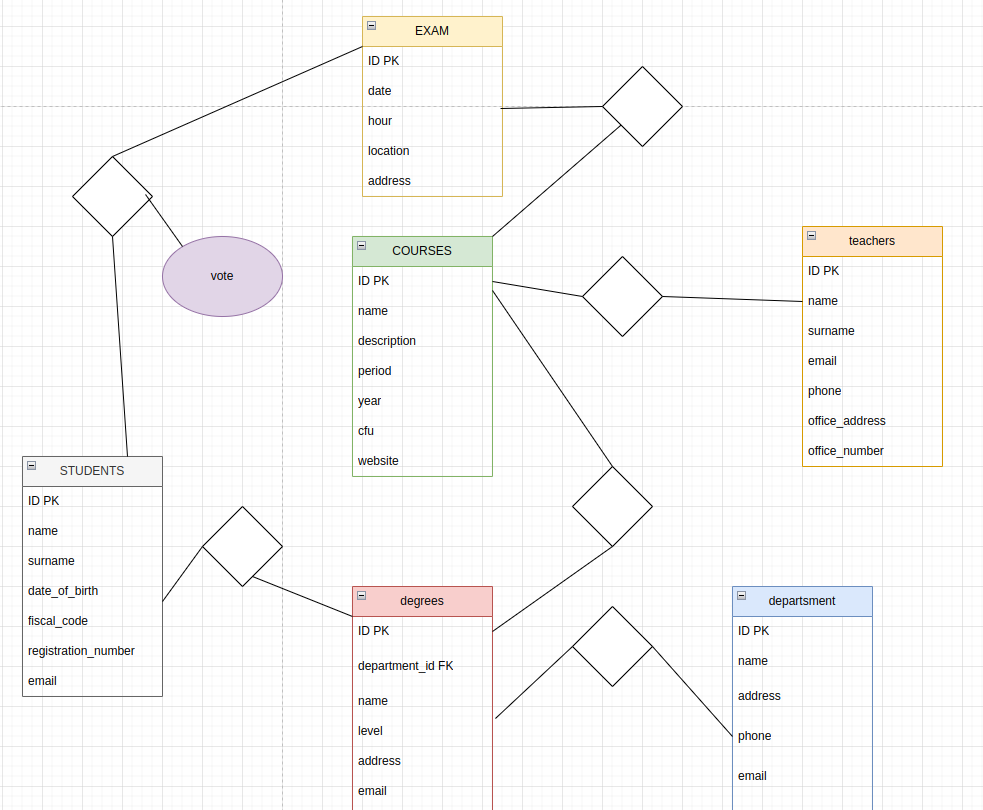 EXAM
ID PK
date
hour
location
address
vote
COURSES
ID PK
name
description
period
year
cfu
website
teachers
ID PK
name
surname
email
phone
office_address
office_number
STUDENTS
ID PK
name
surname
date_of_birth
fiscal_code
registration_number
email
degrees
ID PK
department_id FK
name
level
address
email
departsment
ID PK
name
address
phone
email